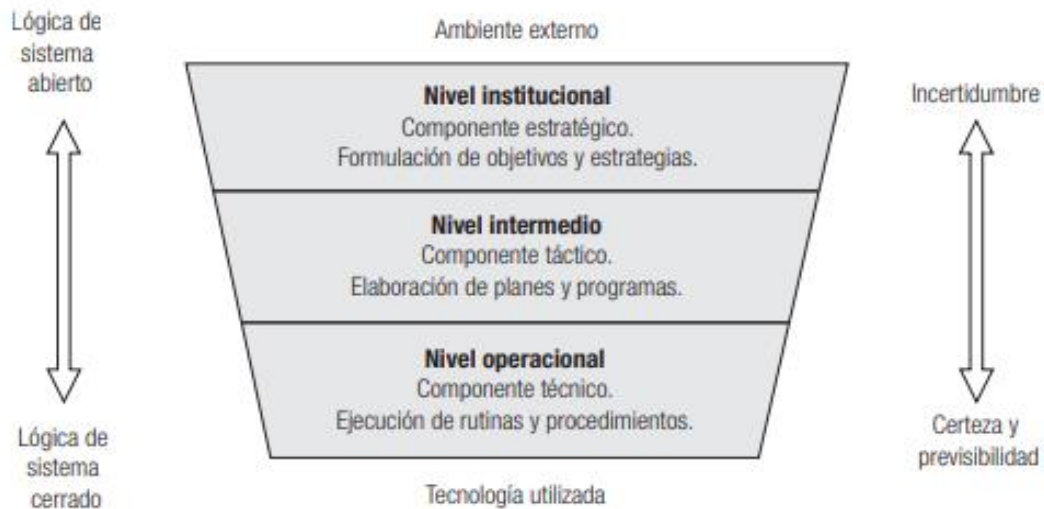 Lógica de
sistema
abierto
Ambiente externo
Incertidumbre
Nivel institucional
Componente estratégico.
Formulación de objetivos y estrategias.
Nivel intermedio
Componente táctico.
Elaboración de planes y programas.
Nivel operacional
Componente técnico.
Ejecución de rutinas y procedimientos.
Lógica de
sistema
cerrado
Certeza y
previsibilidad
Tecnología utilizada